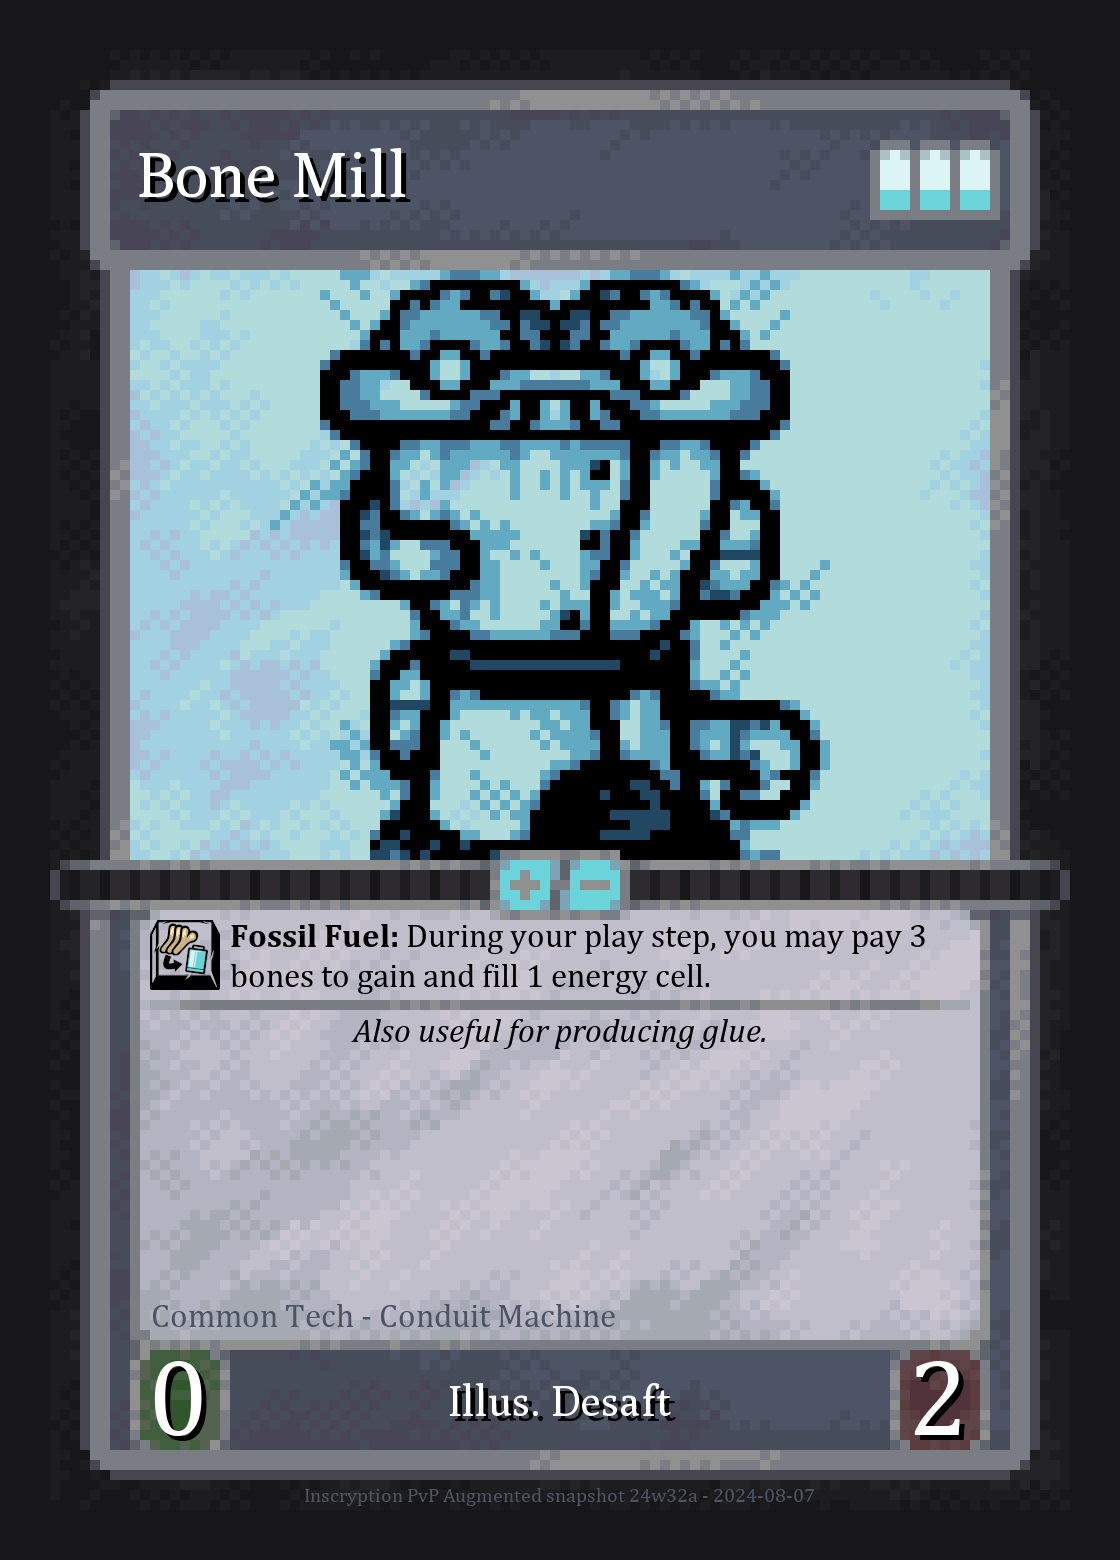 Bone Mill
Fossil Fuel: During your play step, you may pay 3
bones to gain and fill 1 energy cell.
Also useful for producing glue.
Common Tech - Conduit Machine
0
Illus. Desaft
2
Inscryption PvP Augmented snapshot 24w32a - 2024-08-07